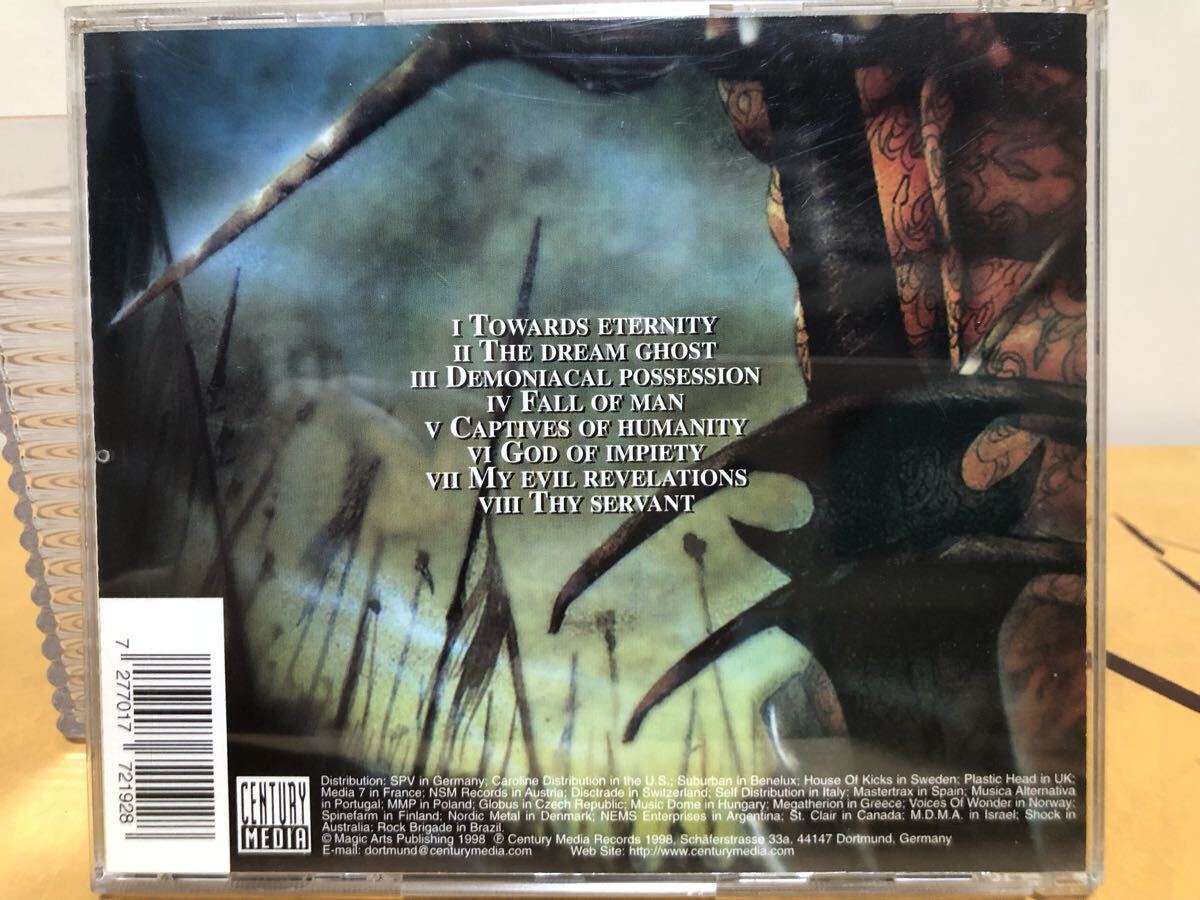 I TOWARDS ETERNITY
II THE DREAM GHOST
III DEMONIACAL POSSESSION
IV FALL OF MAN
V CAPTIVES OF HUMANITY
VI GOD OF IMPIETY
VII MY EVIL REVELATIONS
VIII THY SERVANT
7 277017 721928
CENTURY
MEDIA
Distribution: SPV in Germany; Caroline Distribution in the U.S.; Suburban in Benelux; House Of Kicks in Sweden; Plastic Head in UK;
Media 7 in France; NSM Records in Austria; Disctrade in Switzerland; Self Distribution in Italy; Mastertrax in Spain; Musica Alternativa
in Portugal; MMP in Poland; Globus in Czech Republic; Music Dome in Hungary; Megatherion in Greece; Voices Of Wonder in Norway;
Spinefarm in Finland; Nordic Metal in Denmark; NEMS Enterprises in Argentina; St. Clair in Canada; M.D.M.A. in Israel; Shock in
Australia; Rock Brigade in Brazil.
© Magic Arts Publishing 1998 ℗ Century Media Records 1998, Schäferstrasse 33a. 44147 Dortmund, Germany
E-mail: dortmund@centurymedia.com Web Site: http://www.centurymedia.com